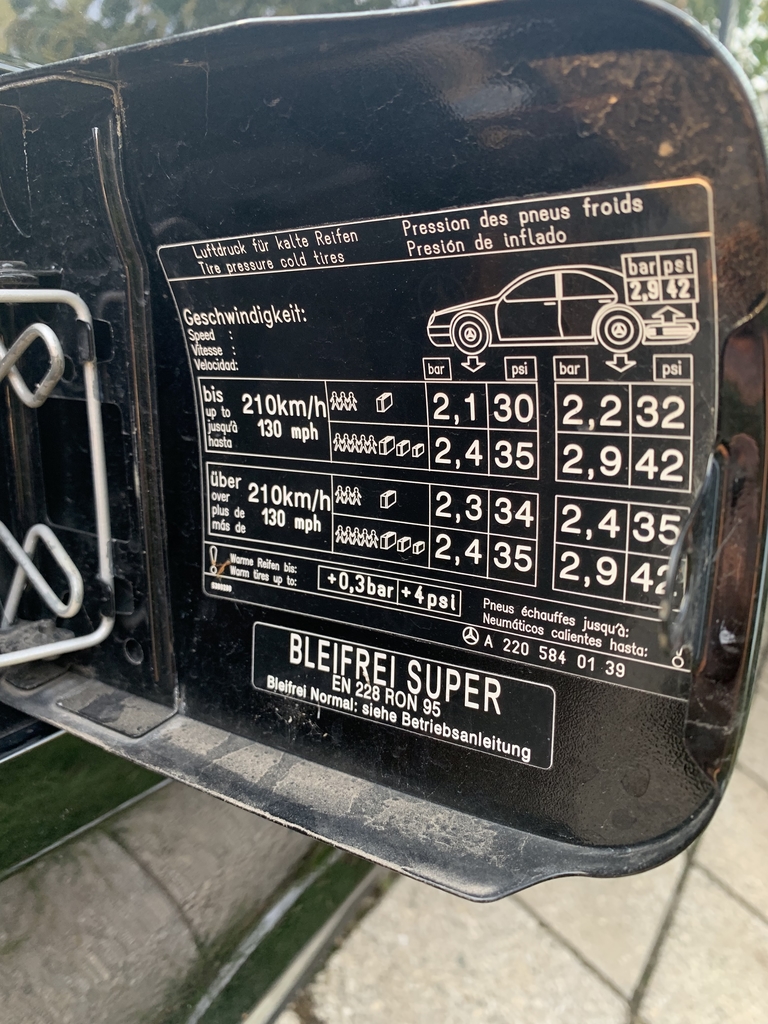 Luftdruck für kalte Reifen
Tire pressure cold tires
Pression des pneus froids
Presión de inflado
bar psi
2,9 42
Geschwindigkeit:
Speed :
Vitesse :
Velocidad:
bar psi bar psi
bis
up to
jusqu'à
hasta
210km/h
130 mph
2,1 30 2,2 32
2,4 35 2,9 42
über
over
plus de
más de
210km/h
130 mph
2,3 34 2,4 35
2,4 35 2,9 42
Warme Reifen bis:
Warm tires up to:
+0,3bar +4psi
Pneus échauffes jusqu'à:
Neumáticos calientes hasta:
A 220 584 01 39
BLEIFREI SUPER
EN 228 RON 95
Bleifrei Normal: siehe Betriebsanleitung